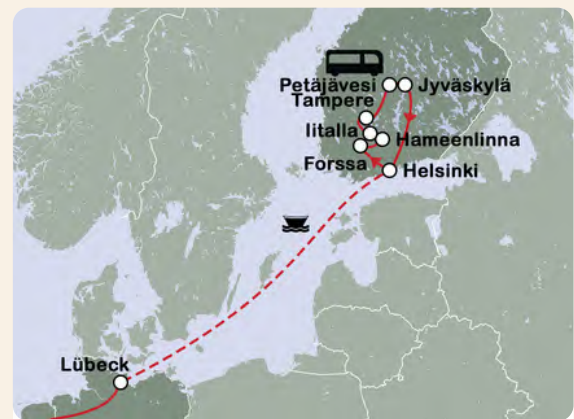 Petäjävesi
Jyväskylä
Tampere
Iitalla
Hameenlinna
Forssa
Helsinki
Lübeck